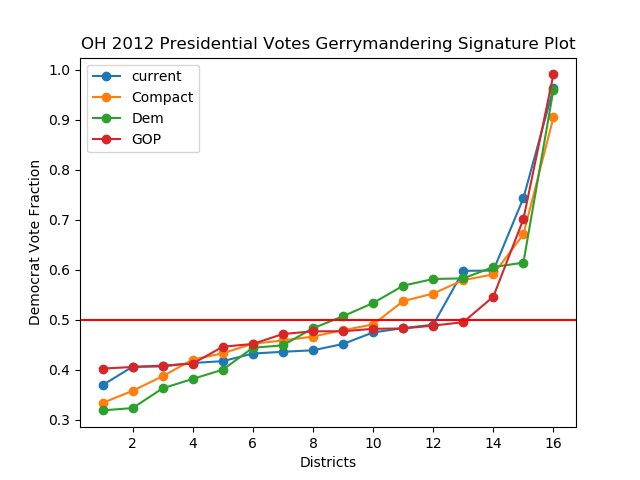 OH 2012 Presidential Votes Gerrymandering Signature Plot
current
Compact
Dem
GOP
1.0
0.9
0.8
0.7
0.6
0.5
0.4
0.3
Democrat Vote Fraction
2 4 6 8 10 12 14 16
Districts